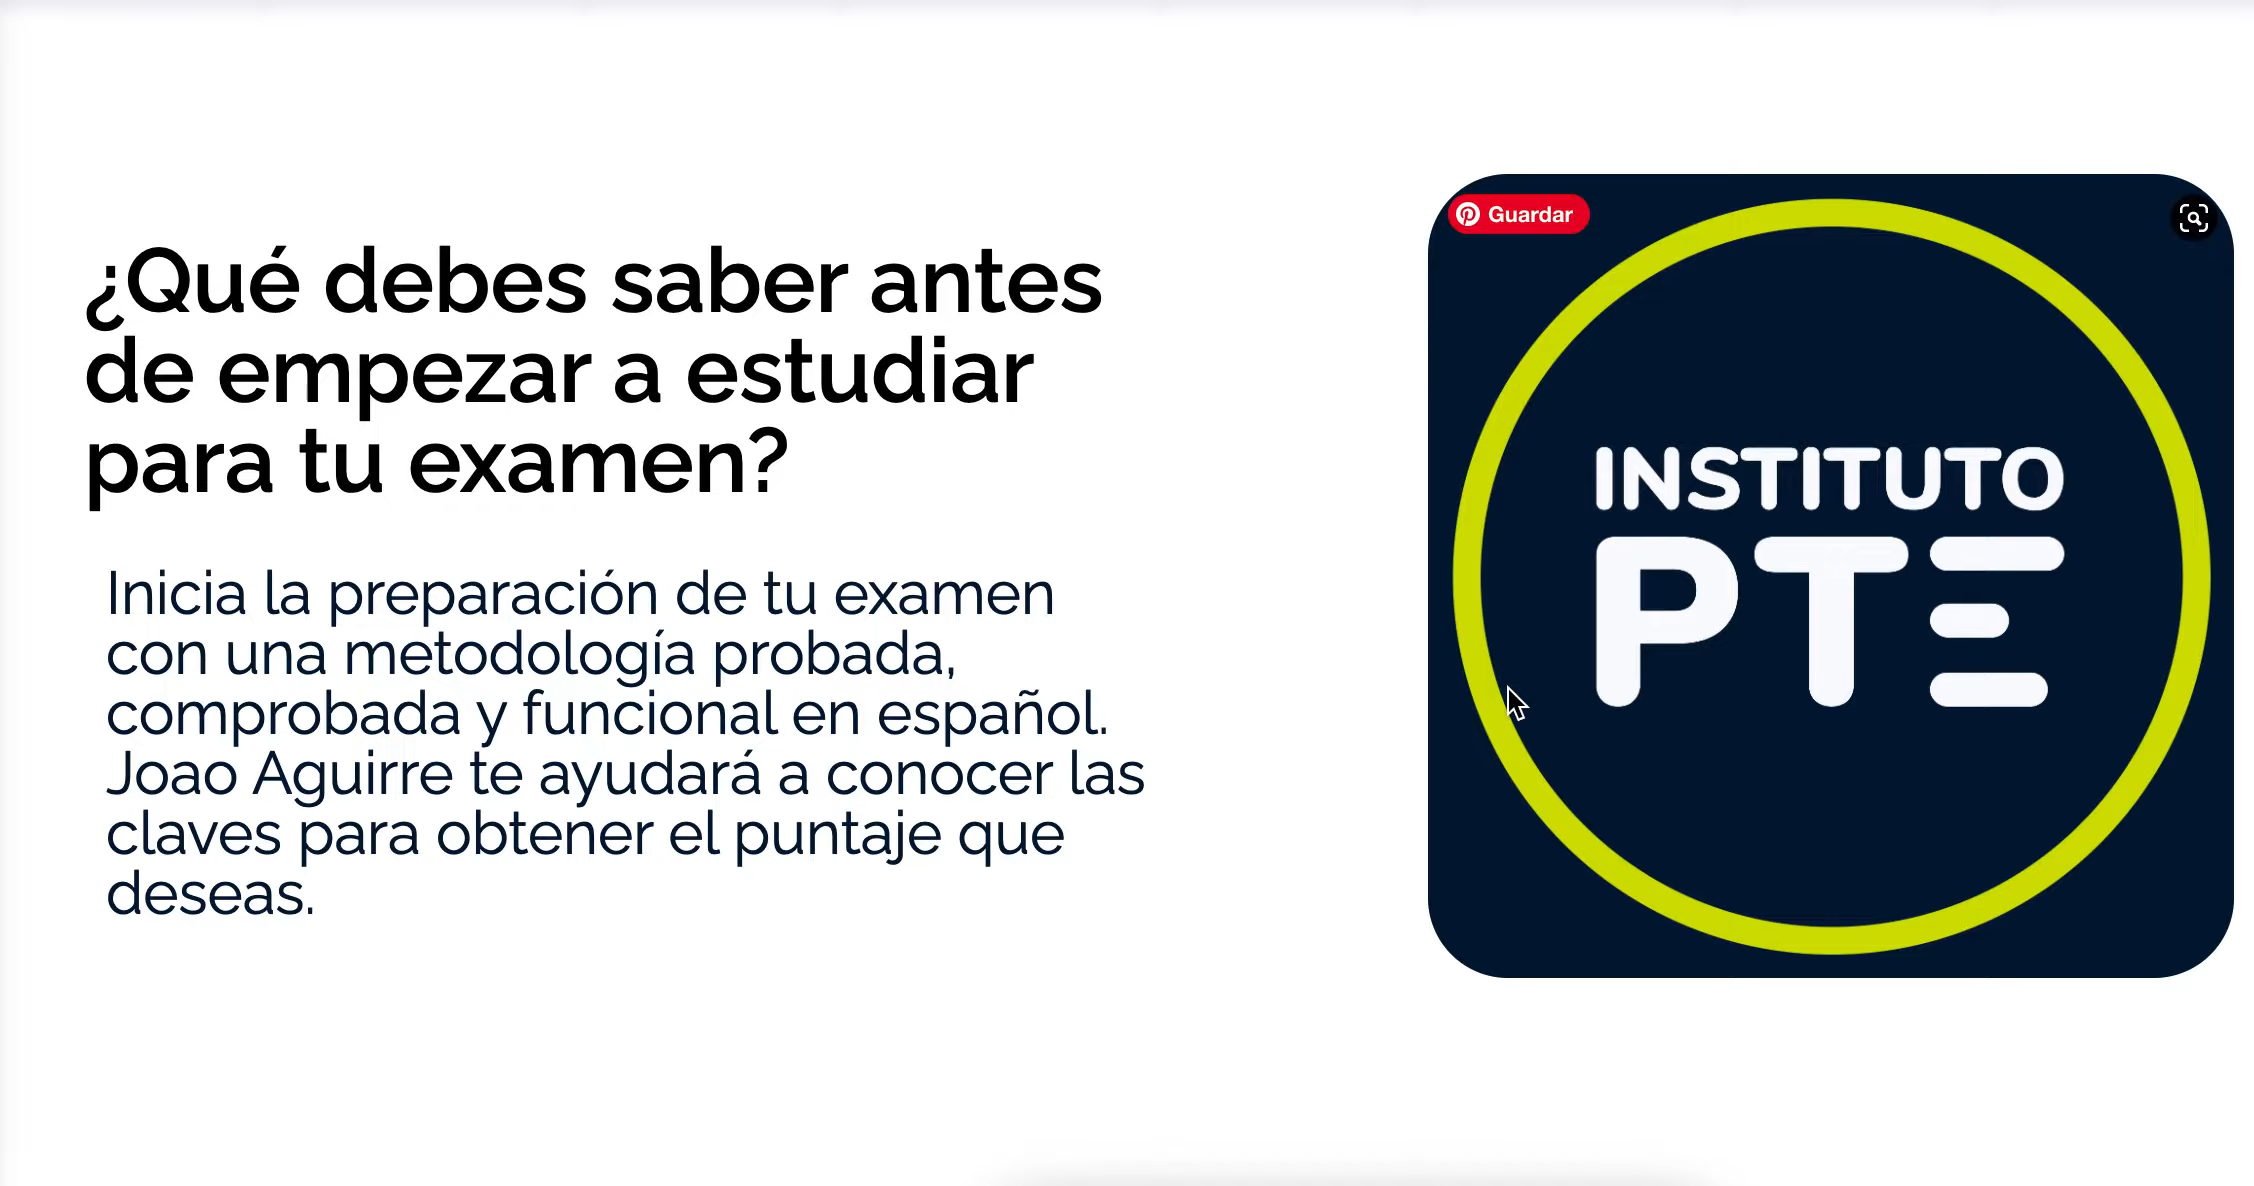 ¿Qué debes saber antes
de empezar a estudiar
para tu examen?
Inicia la preparación de tu examen
con una metodología probada,
comprobada y funcional en español.
Joao Aguirre te ayudará a conocer las
claves para obtener el puntaje que
deseas.
Guardar
INSTITUTO
PTE